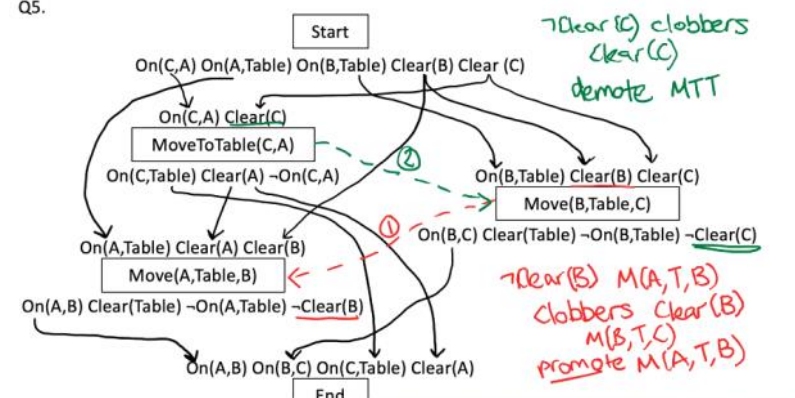 Q5.
Start
On(C,A) On(A,Table) On(B,Table) Clear(B) Clear (C)
¬Clear(C) clobbers
Clear(C)
demote MTT
On(C,A) Clear(C)
MoveToTable(C,A)
On(C,Table) Clear(A) ¬On(C,A)
②
On(B,Table) Clear(B) Clear(C)
Move(B,Table,C)
On(B,C) Clear(Table) ¬On(B,Table) ¬Clear(C)
①
On(A,Table) Clear(A) Clear(B)
Move(A,Table,B)
On(A,B) Clear(Table) ¬On(A,Table) ¬Clear(B)
¬Clear(B) M(A,T,B)
clobbers Clear(B)
M(B,T,C)
promote M(A,T,B)
On(A,B) On(B,C) On(C,Table) Clear(A)
End